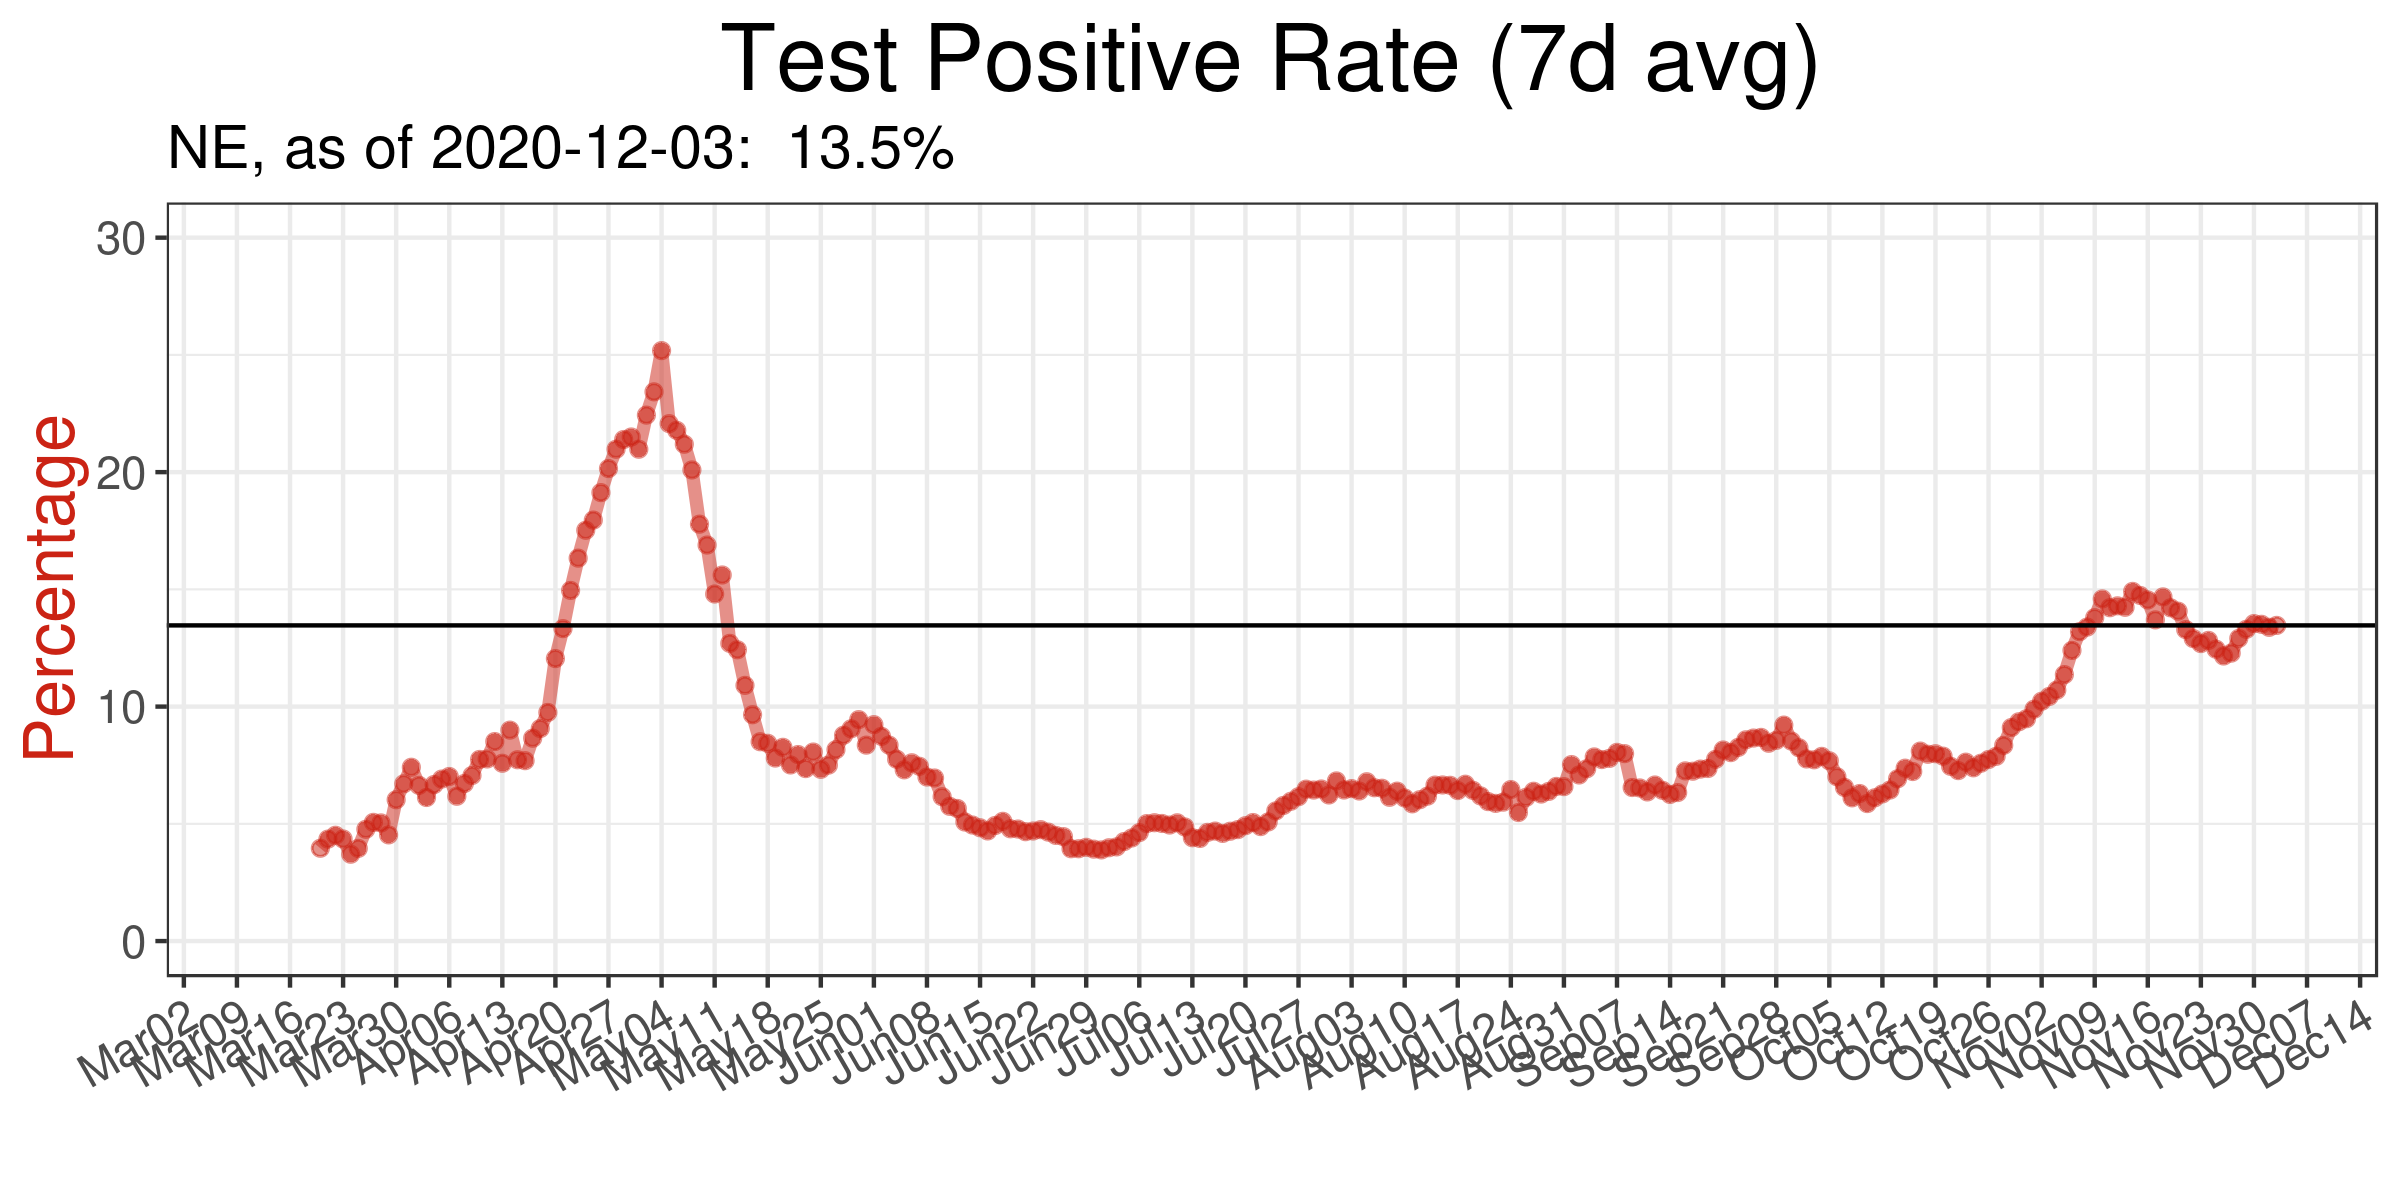 Test Positive Rate (7d avg)
NE, as of 2020-12-03:  13.5%
Percentage
30
20
10
0
Mar02
Mar09
Mar16
Mar23
Mar30
Apr06
Apr13
Apr20
Apr27
May04
May11
May18
May25
Jun01
Jun08
Jun15
Jun22
Jun29
Jul06
Jul13
Jul20
Jul27
Aug03
Aug10
Aug17
Aug24
Aug31
Sep07
Sep14
Sep21
Sep28
Oct05
Oct12
Oct19
Oct26
Nov02
Nov09
Nov16
Nov23
Nov30
Dec07
Dec14